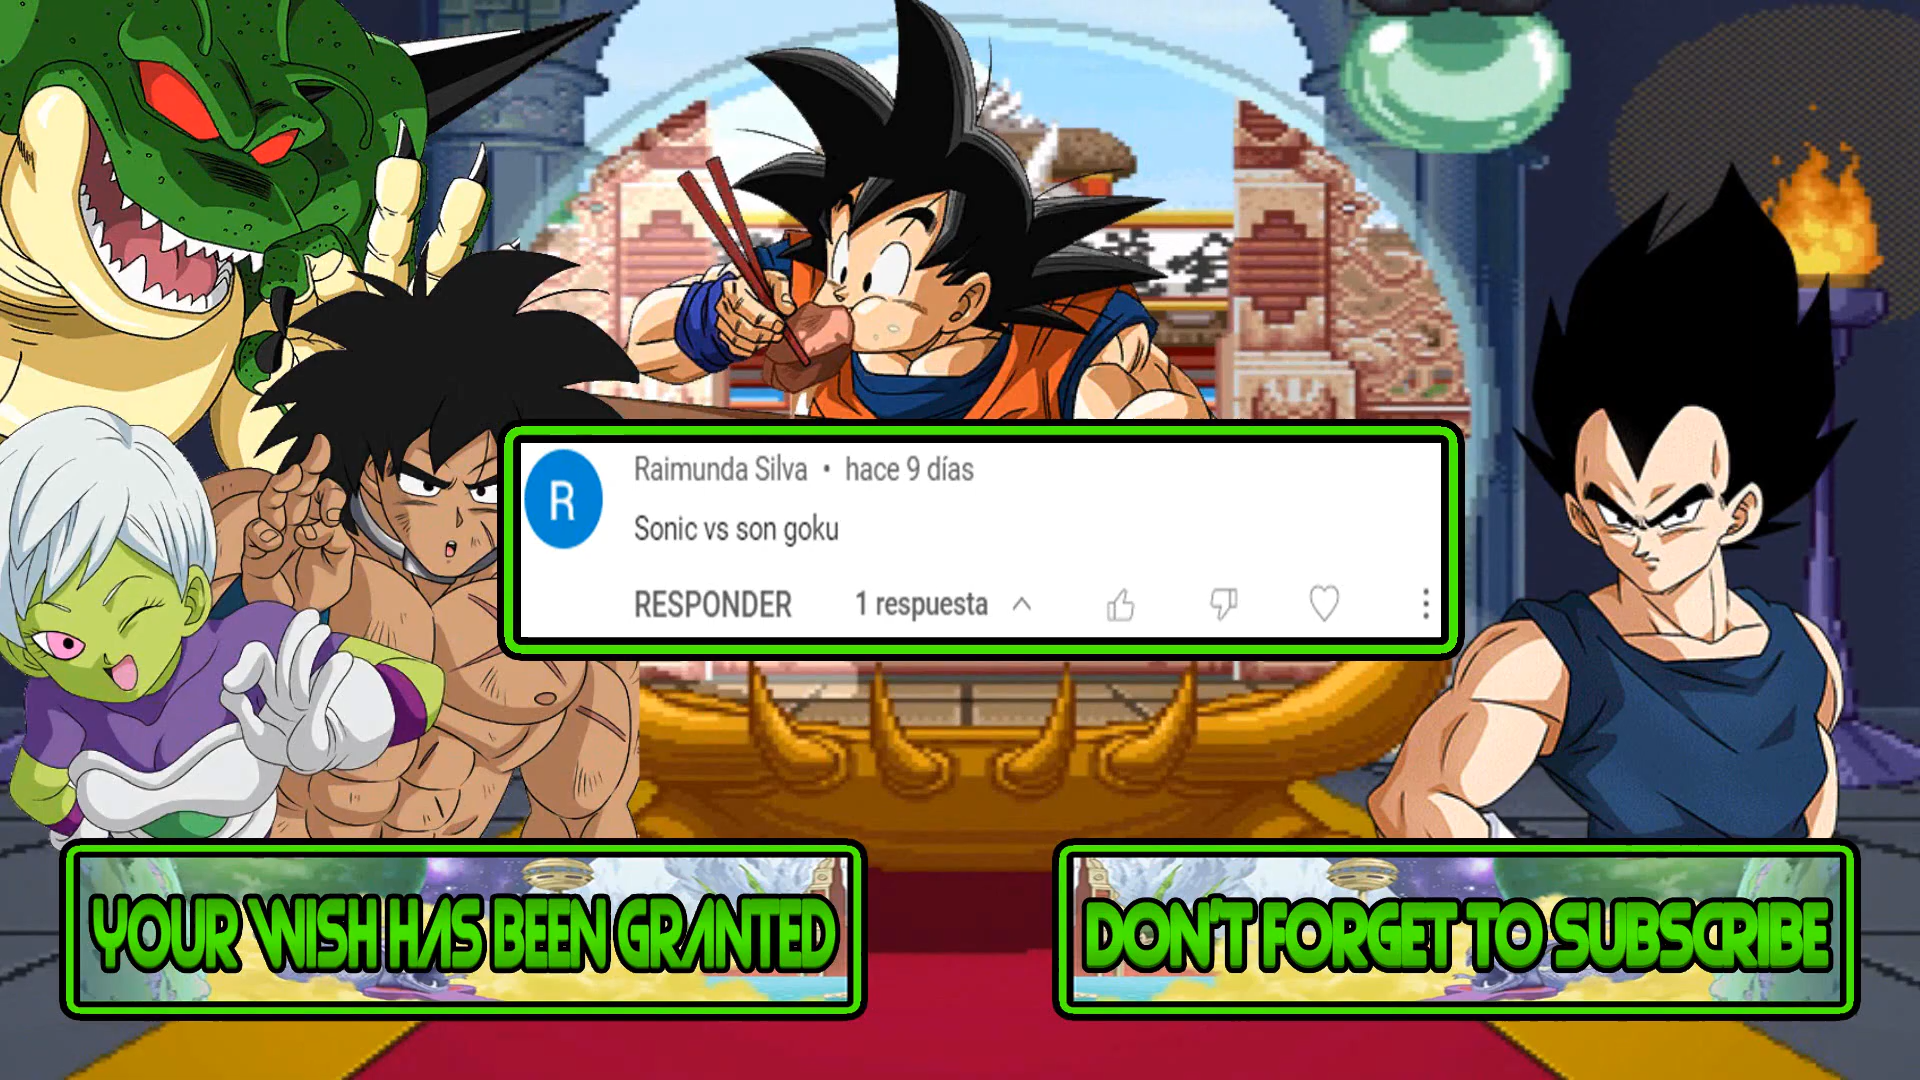 R
Raimunda Silva • hace 9 días
Sonic vs son goku
RESPONDER 1 respuesta
YOUR WISH HAS BEEN GRANTED
DON'T FORGET TO SUBSCRIBE